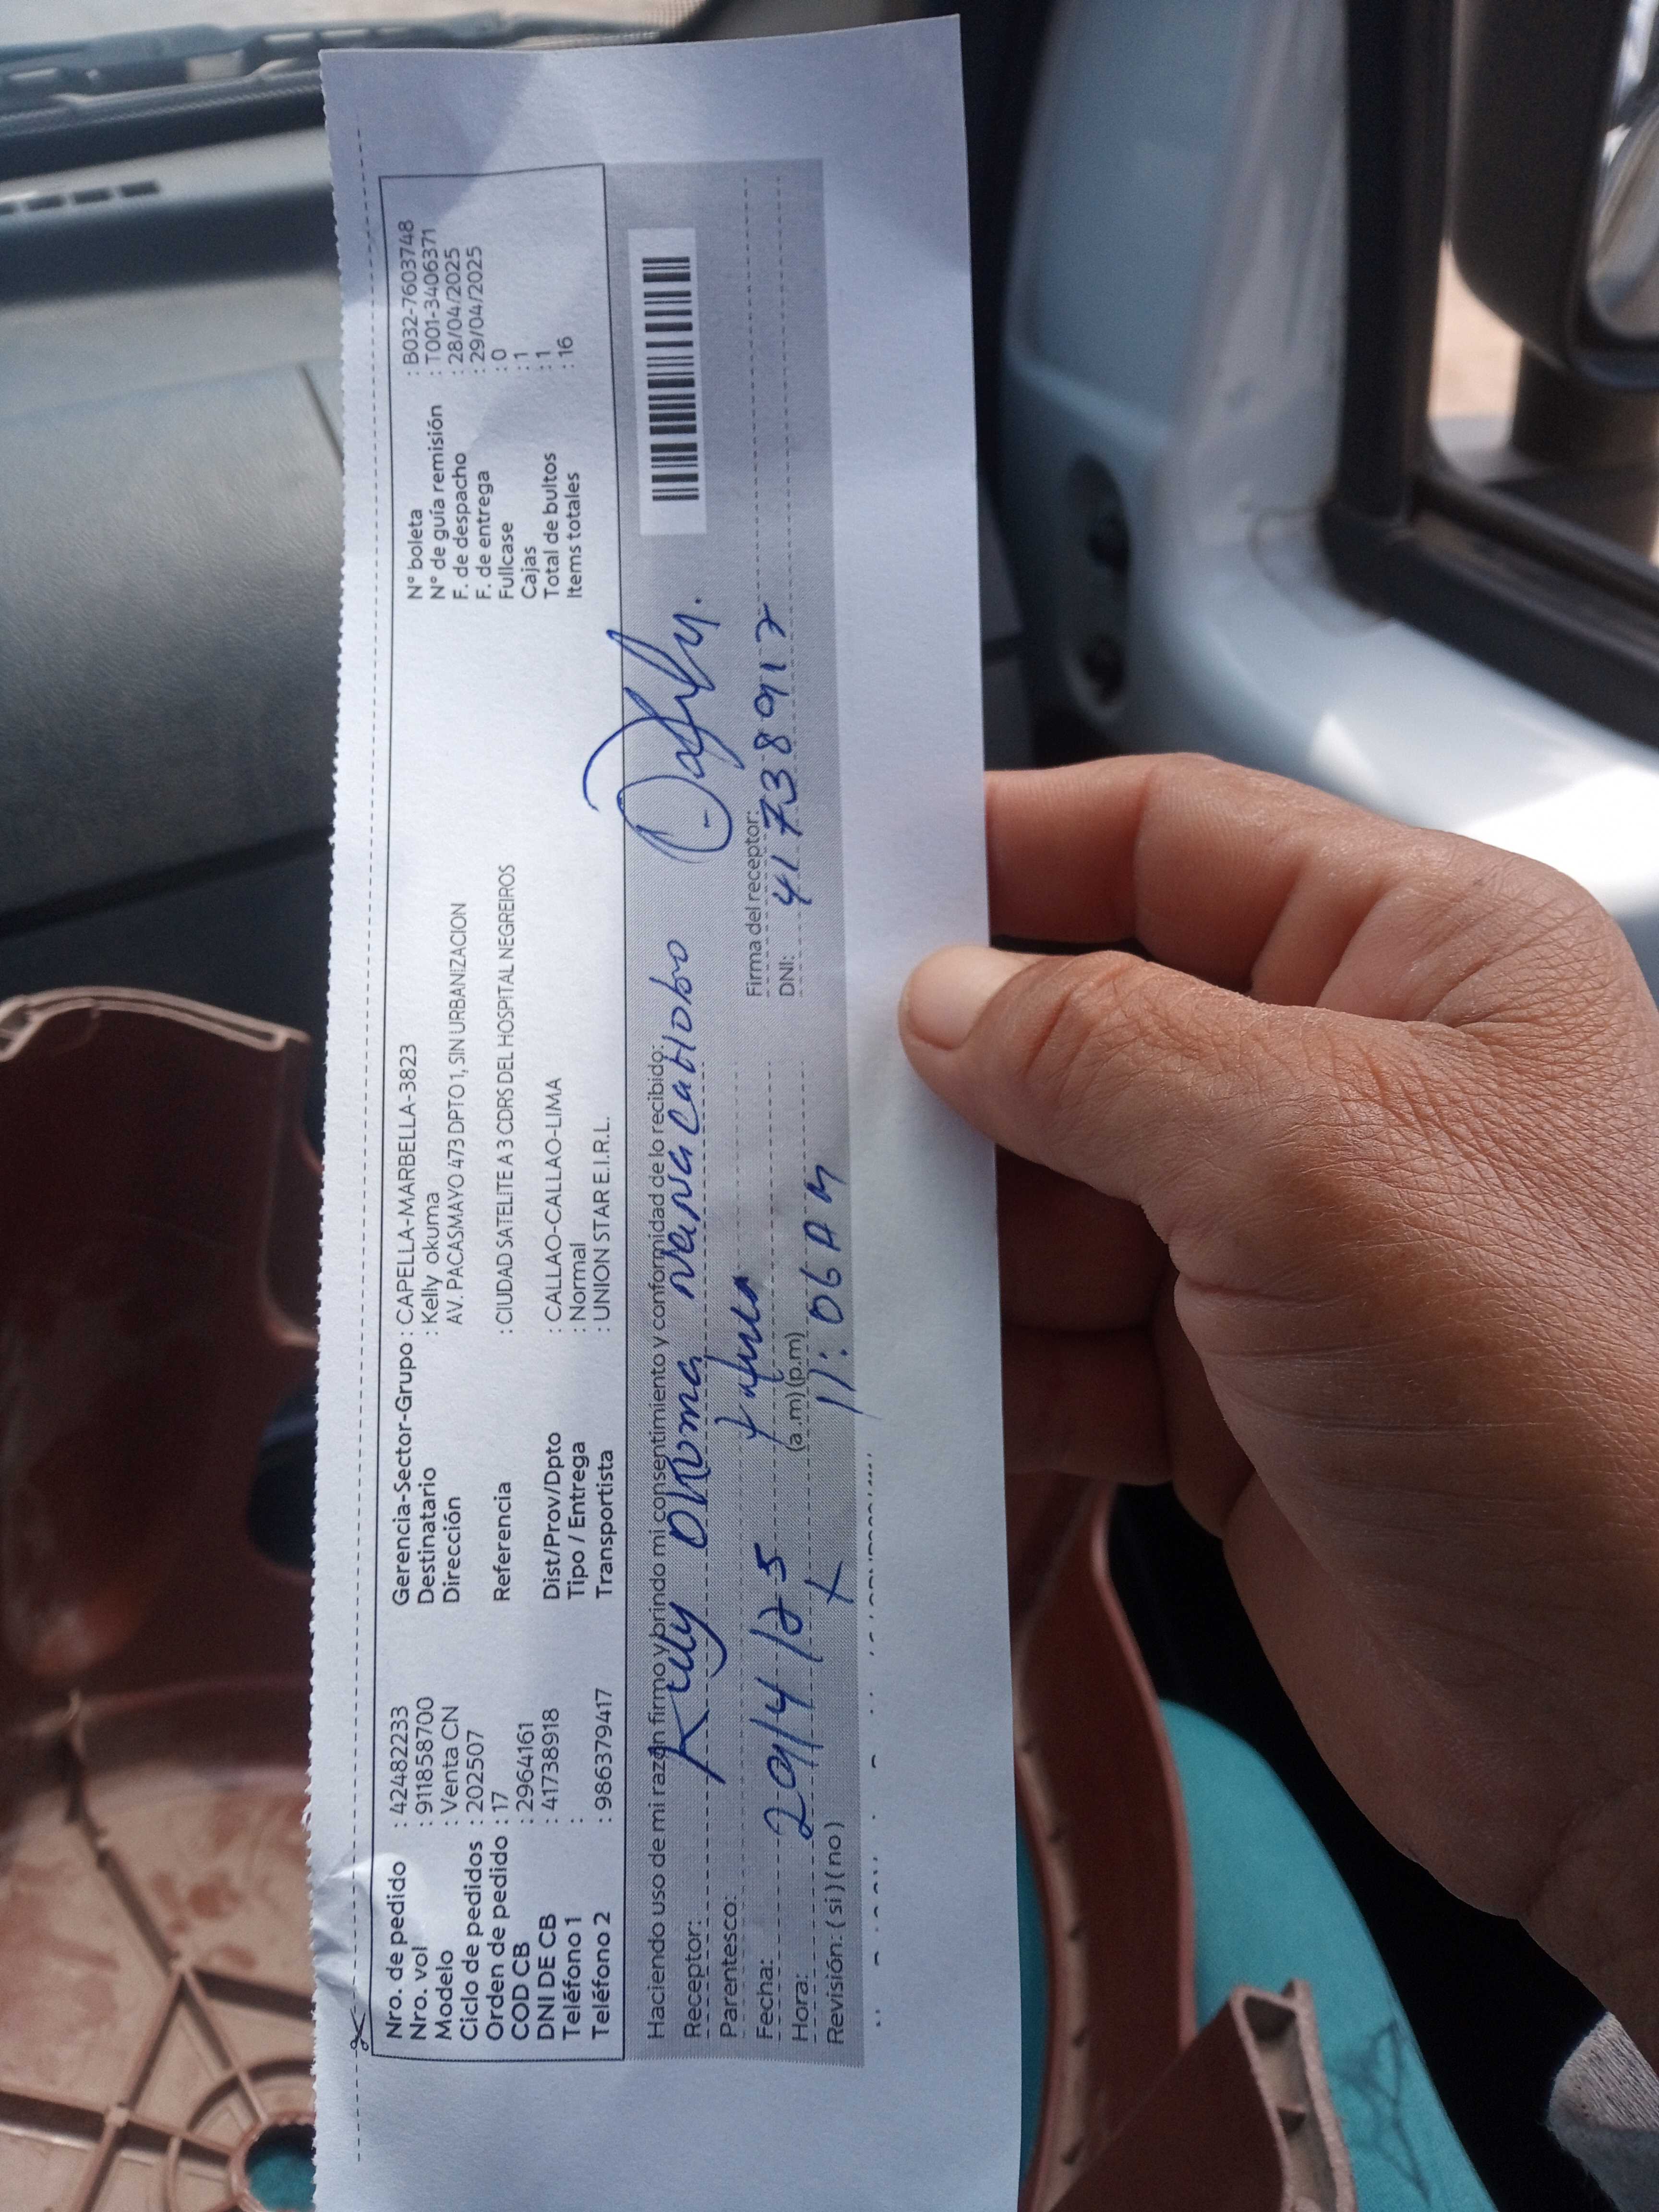 Nro. de pedido : 42482233
Nro. vol : 911858700
Modelo : Venta CN
Ciclo de pedidos : 202507
Orden de pedido : 17
COD CB : 2964161
DNI DE CB : 41738918
Teléfono 1 :
Teléfono 2 : 986379417
Gerencia-Sector-Grupo : CAPELLA-MARBELLA-3823
Destinatario : Kelly okuma
Dirección AV. PACASMAYO 473 DPTO 1, SIN URBANIZACION
Referencia : CIUDAD SATELITE A 3 CDRS DEL HOSPITAL NEGREIROS
Dist/Prov/Dpto : CALLAO-CALLAO-LIMA
Tipo / Entrega : Normal
Transportista : UNION STAR E.I.R.L.
N° boleta : B032-7603748
N° de guía remisión : T001-3406371
F. de despacho : 28/04/2025
F. de entrega : 29/04/2025
Fullcase : 0
Cajas : 1
Total de bultos : 1
Items totales : 16
Haciendo uso de mi razón firmo y brindo mi consentimiento y conformidad de lo recibido:
Receptor: Kelly Okuma
Parentesco:
Fecha: 29/4/25
Hora: (a .m) (p.m)
11:06 AM
Revisión: ( si ) ( no )
Firma del receptor:
DNI: 41738917